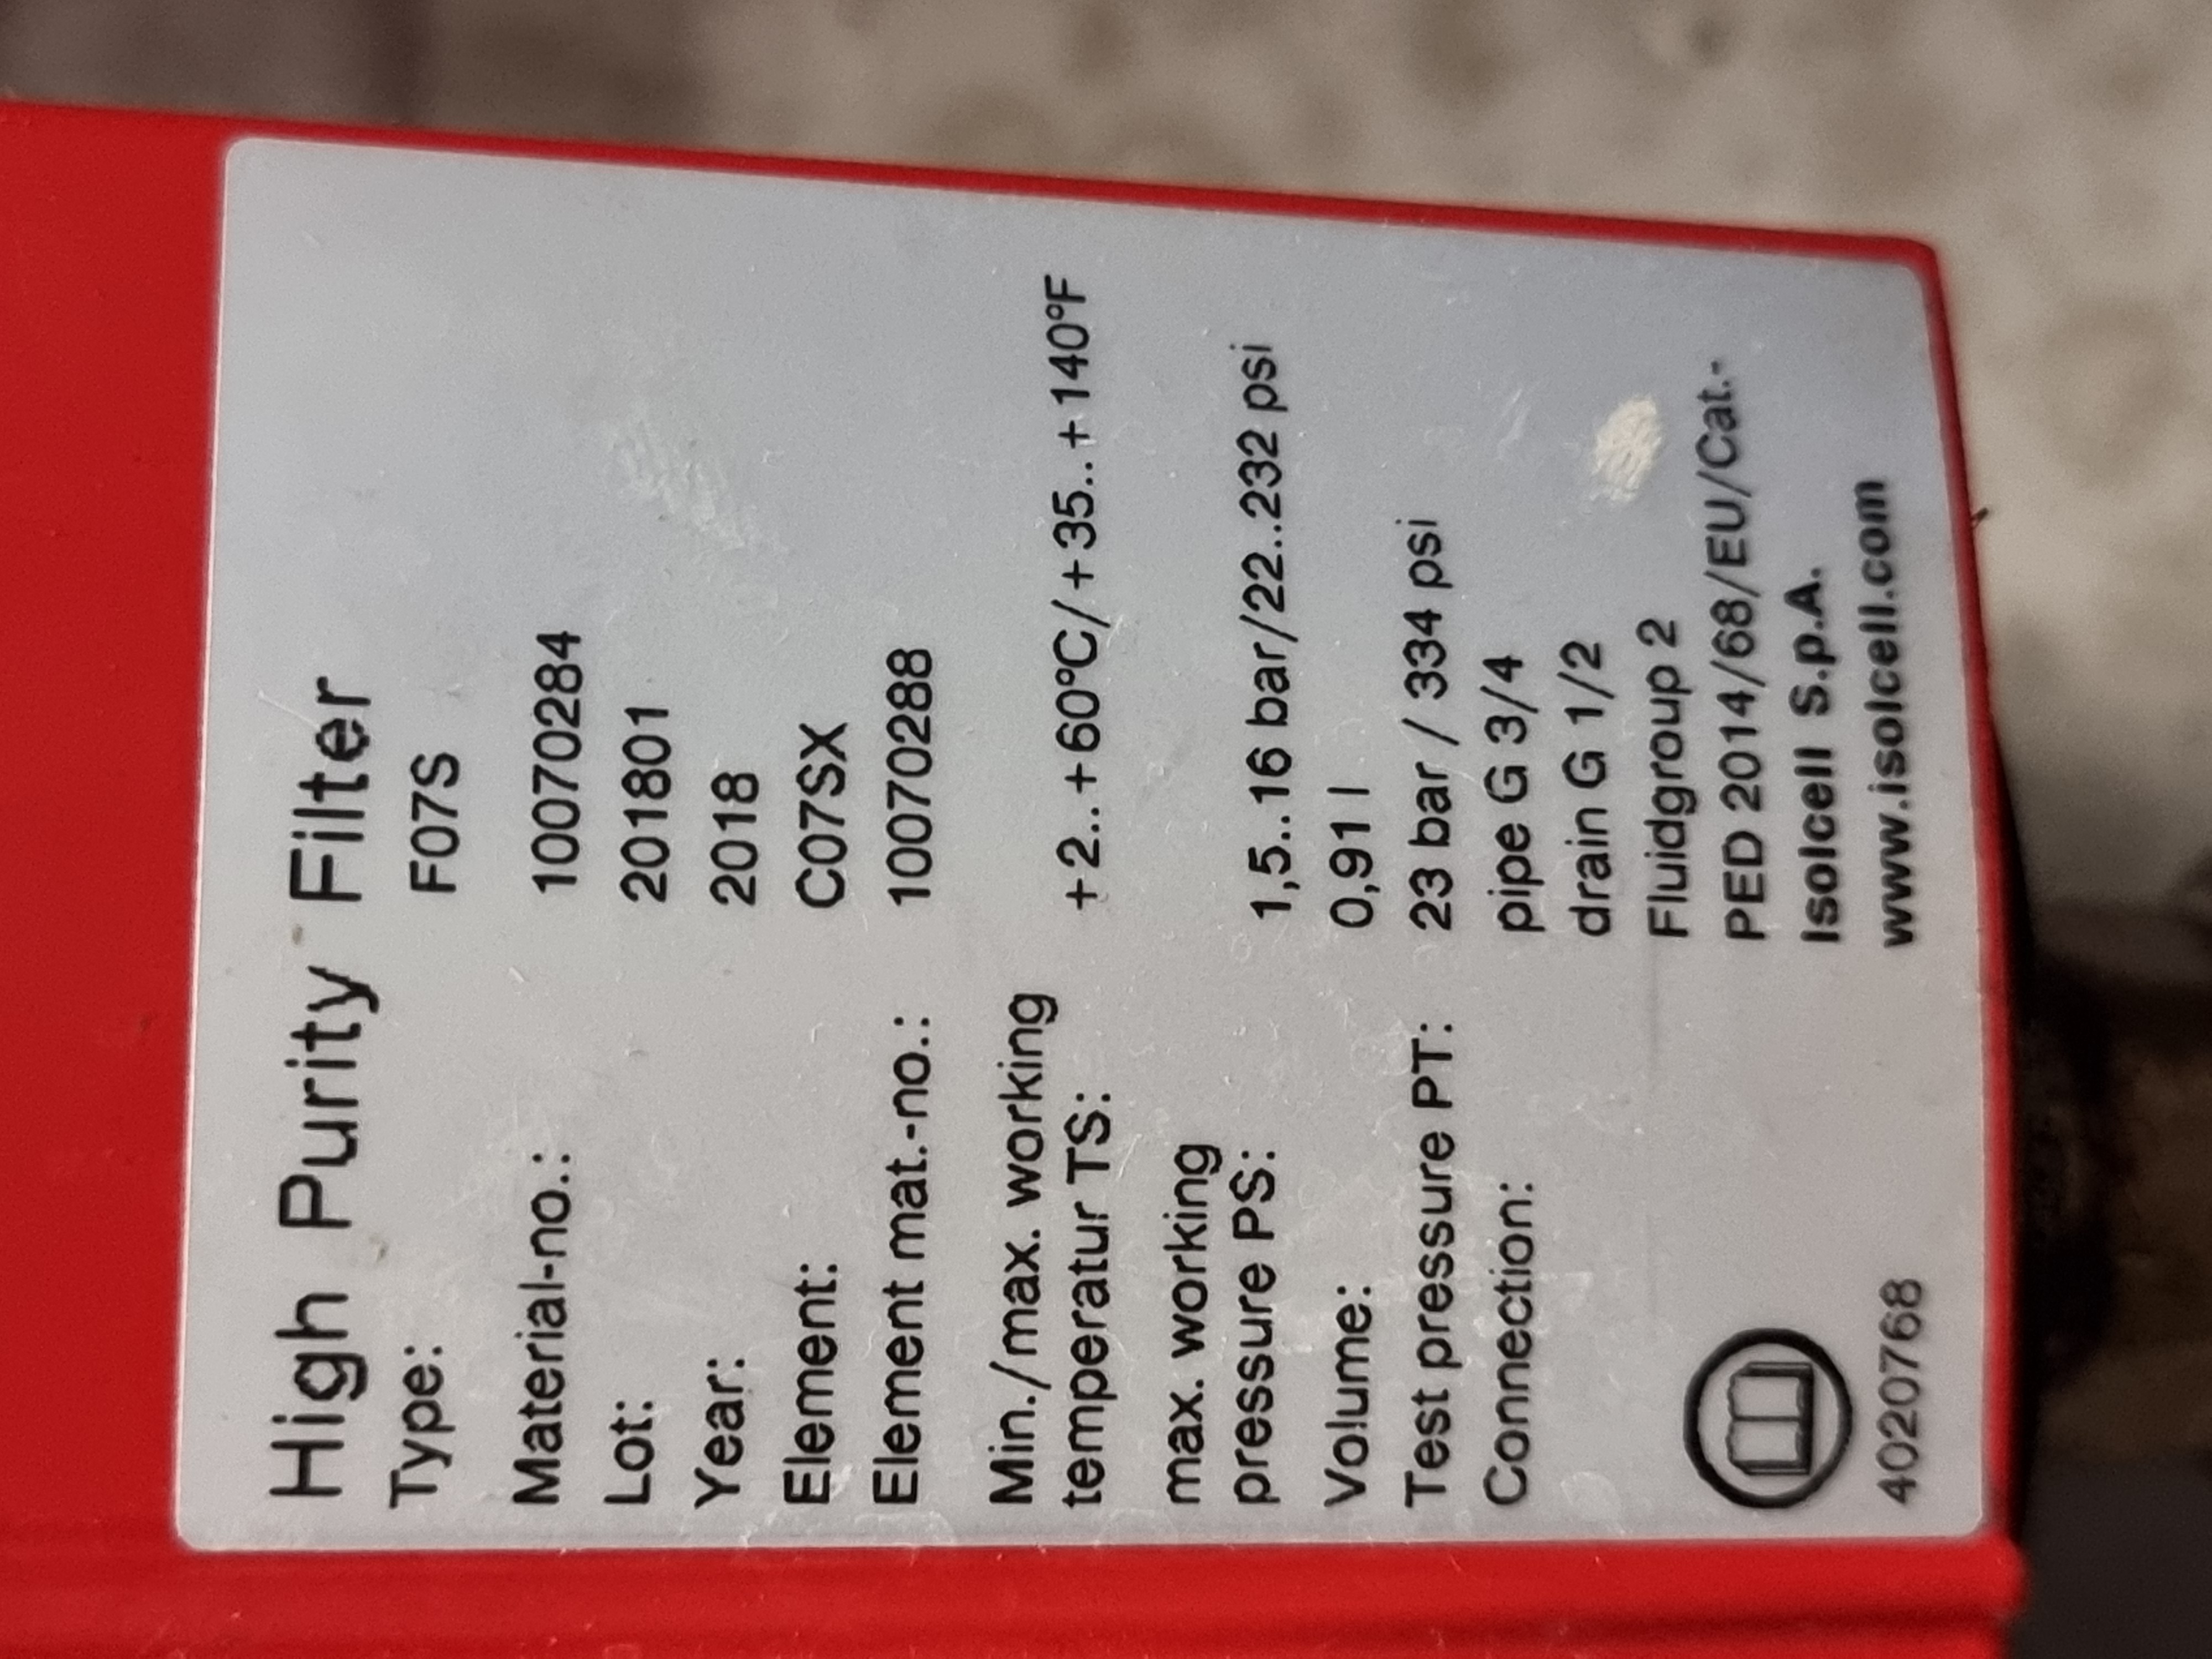 High Purity Filter
Type: F07S
Material-no.: 10070284
Lot: 201801
Year: 2018
Element: C07SX
Element mat.-no.: 10070288
Min./max. working
temperatur TS: +2..+60°C/+35..+140°F
max. working
pressure PS: 1,5..16 bar/22..232 psi
Volume: 0,91 l
Test pressure PT: 23 bar / 334 psi
Connection: pipe G 3/4
drain G 1/2
Fluidgroup 2
PED 2014/68/EU/Cat.-
Isolcell S.p.A.
4020768 www.isolcell.com